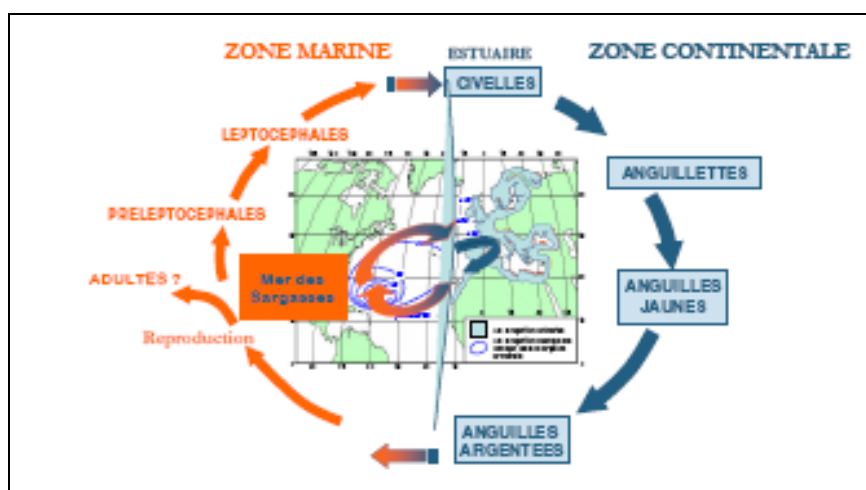 ZONE MARINE
ESTUAIRE
ZONE CONTINENTALE
CIVELLES
LEPTOCEPHALES
ANGUILLETTES
PRELEPTOCEPHALES
ADULTES ?
Mer des
Sargasses
ANGUILLES
JAUNES
Reproduction
ANGUILLES
ARGENTEES